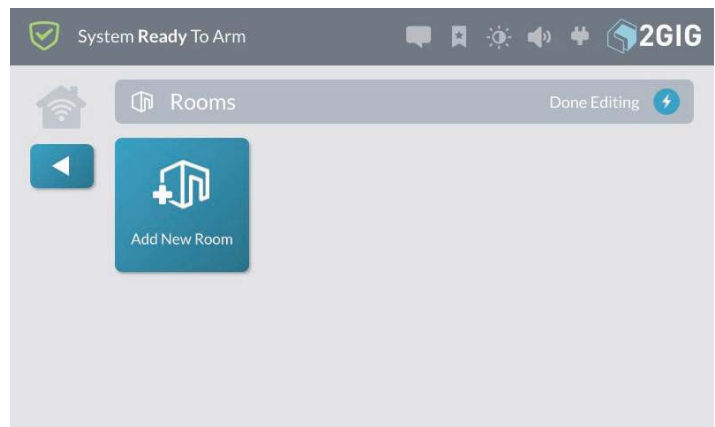 System Ready To Arm
2GIG
Rooms
Done Editing
Add New Room